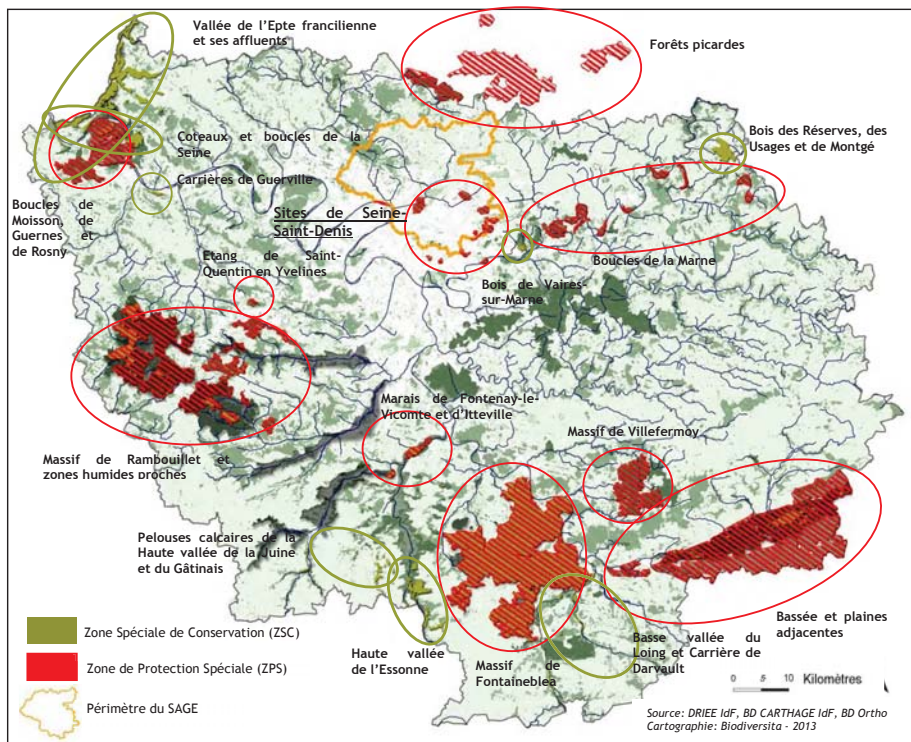 Vallée de l'Epte francilienne
et ses affluents
Forêts picardes
Coteaux et boucles de la
Seine
Bois des Réserves, des
Usages et de Montgé
Carrières de Guerville
Boucles de
Moisson, de
Guernes et
de Rosny
Sites de Seine-
Saint-Denis
Etang de Saint-
Quentin en Yvelines
Boucles de la Marne
Bois de Vaires-
sur-Marne
Marais de Fontenay-le-
Vicomte et d'Itteville
Massif de Villefermoy
Massif de Rambouillet et
zones humides proches
Pelouses calcaires de la
Haute vallée de la Juine
et du Gâtinais
Bassée et plaines
adjacentes
Basse vallée du
Loing et Carrière de
Darvault
Haute vallée
de l'Essonne
Massif de
Fontaineblea
Zone Spéciale de Conservation (ZSC)
Zone de Protection Spéciale (ZPS)
Périmètre du SAGE
0 5 10 Kilomètres
Source: DRIEE IdF, BD CARTHAGE IdF, BD Ortho
Cartographie: Biodiversita - 2013